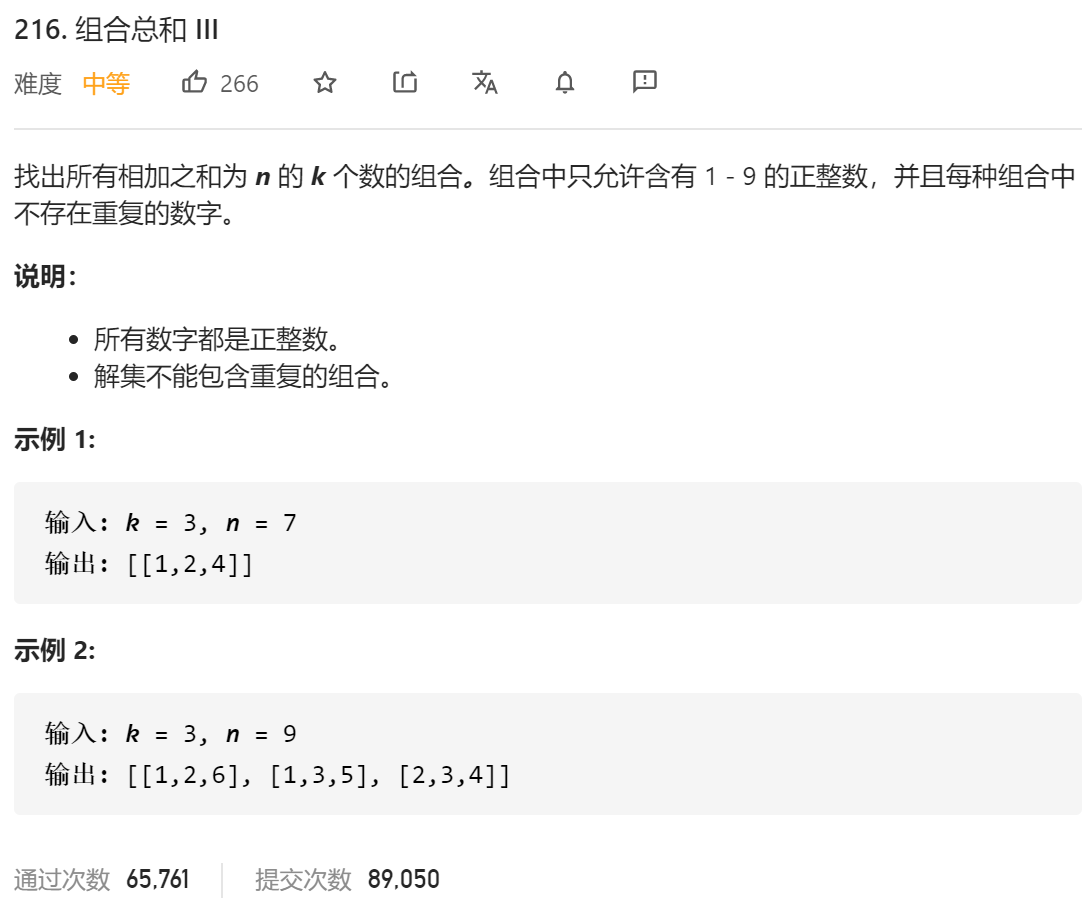 216. 组合总和 III
难度 中等 266
找出所有相加之和为 n 的 k 个数的组合。组合中只允许含有 1 - 9 的正整数，并且每种组合中
不存在重复的数字。
说明：
所有数字都是正整数。
解集不能包含重复的组合。
示例 1:
输入: k = 3, n = 7
输出: [[1,2,4]]
示例 2:
输入: k = 3, n = 9
输出: [[1,2,6], [1,3,5], [2,3,4]]
通过次数 65,761 提交次数 89,050